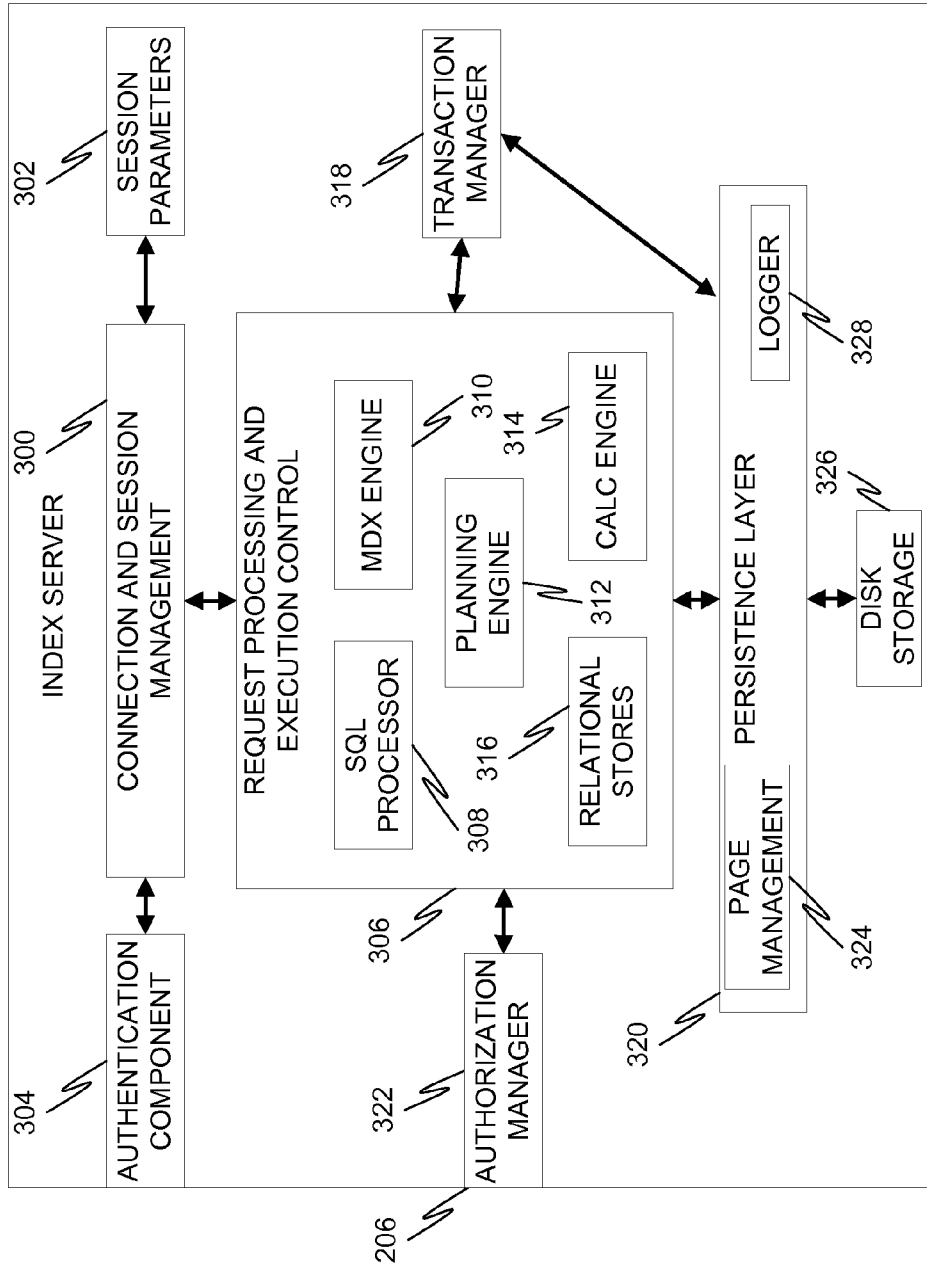 INDEX SERVER
304
300
302
AUTHENTICATION
COMPONENT
CONNECTION AND SESSION
MANAGEMENT
SESSION
PARAMETERS
REQUEST PROCESSING AND
EXECUTION CONTROL
306
SQL
PROCESSOR
308
MDX ENGINE
310
PLANNING
ENGINE
312
316
RELATIONAL
STORES
314
CALC ENGINE
318
TRANSACTION
MANAGER
206
322
AUTHORIZATION
MANAGER
320
PAGE
MANAGEMENT
324
PERSISTENCE LAYER
LOGGER
328
326
DISK
STORAGE